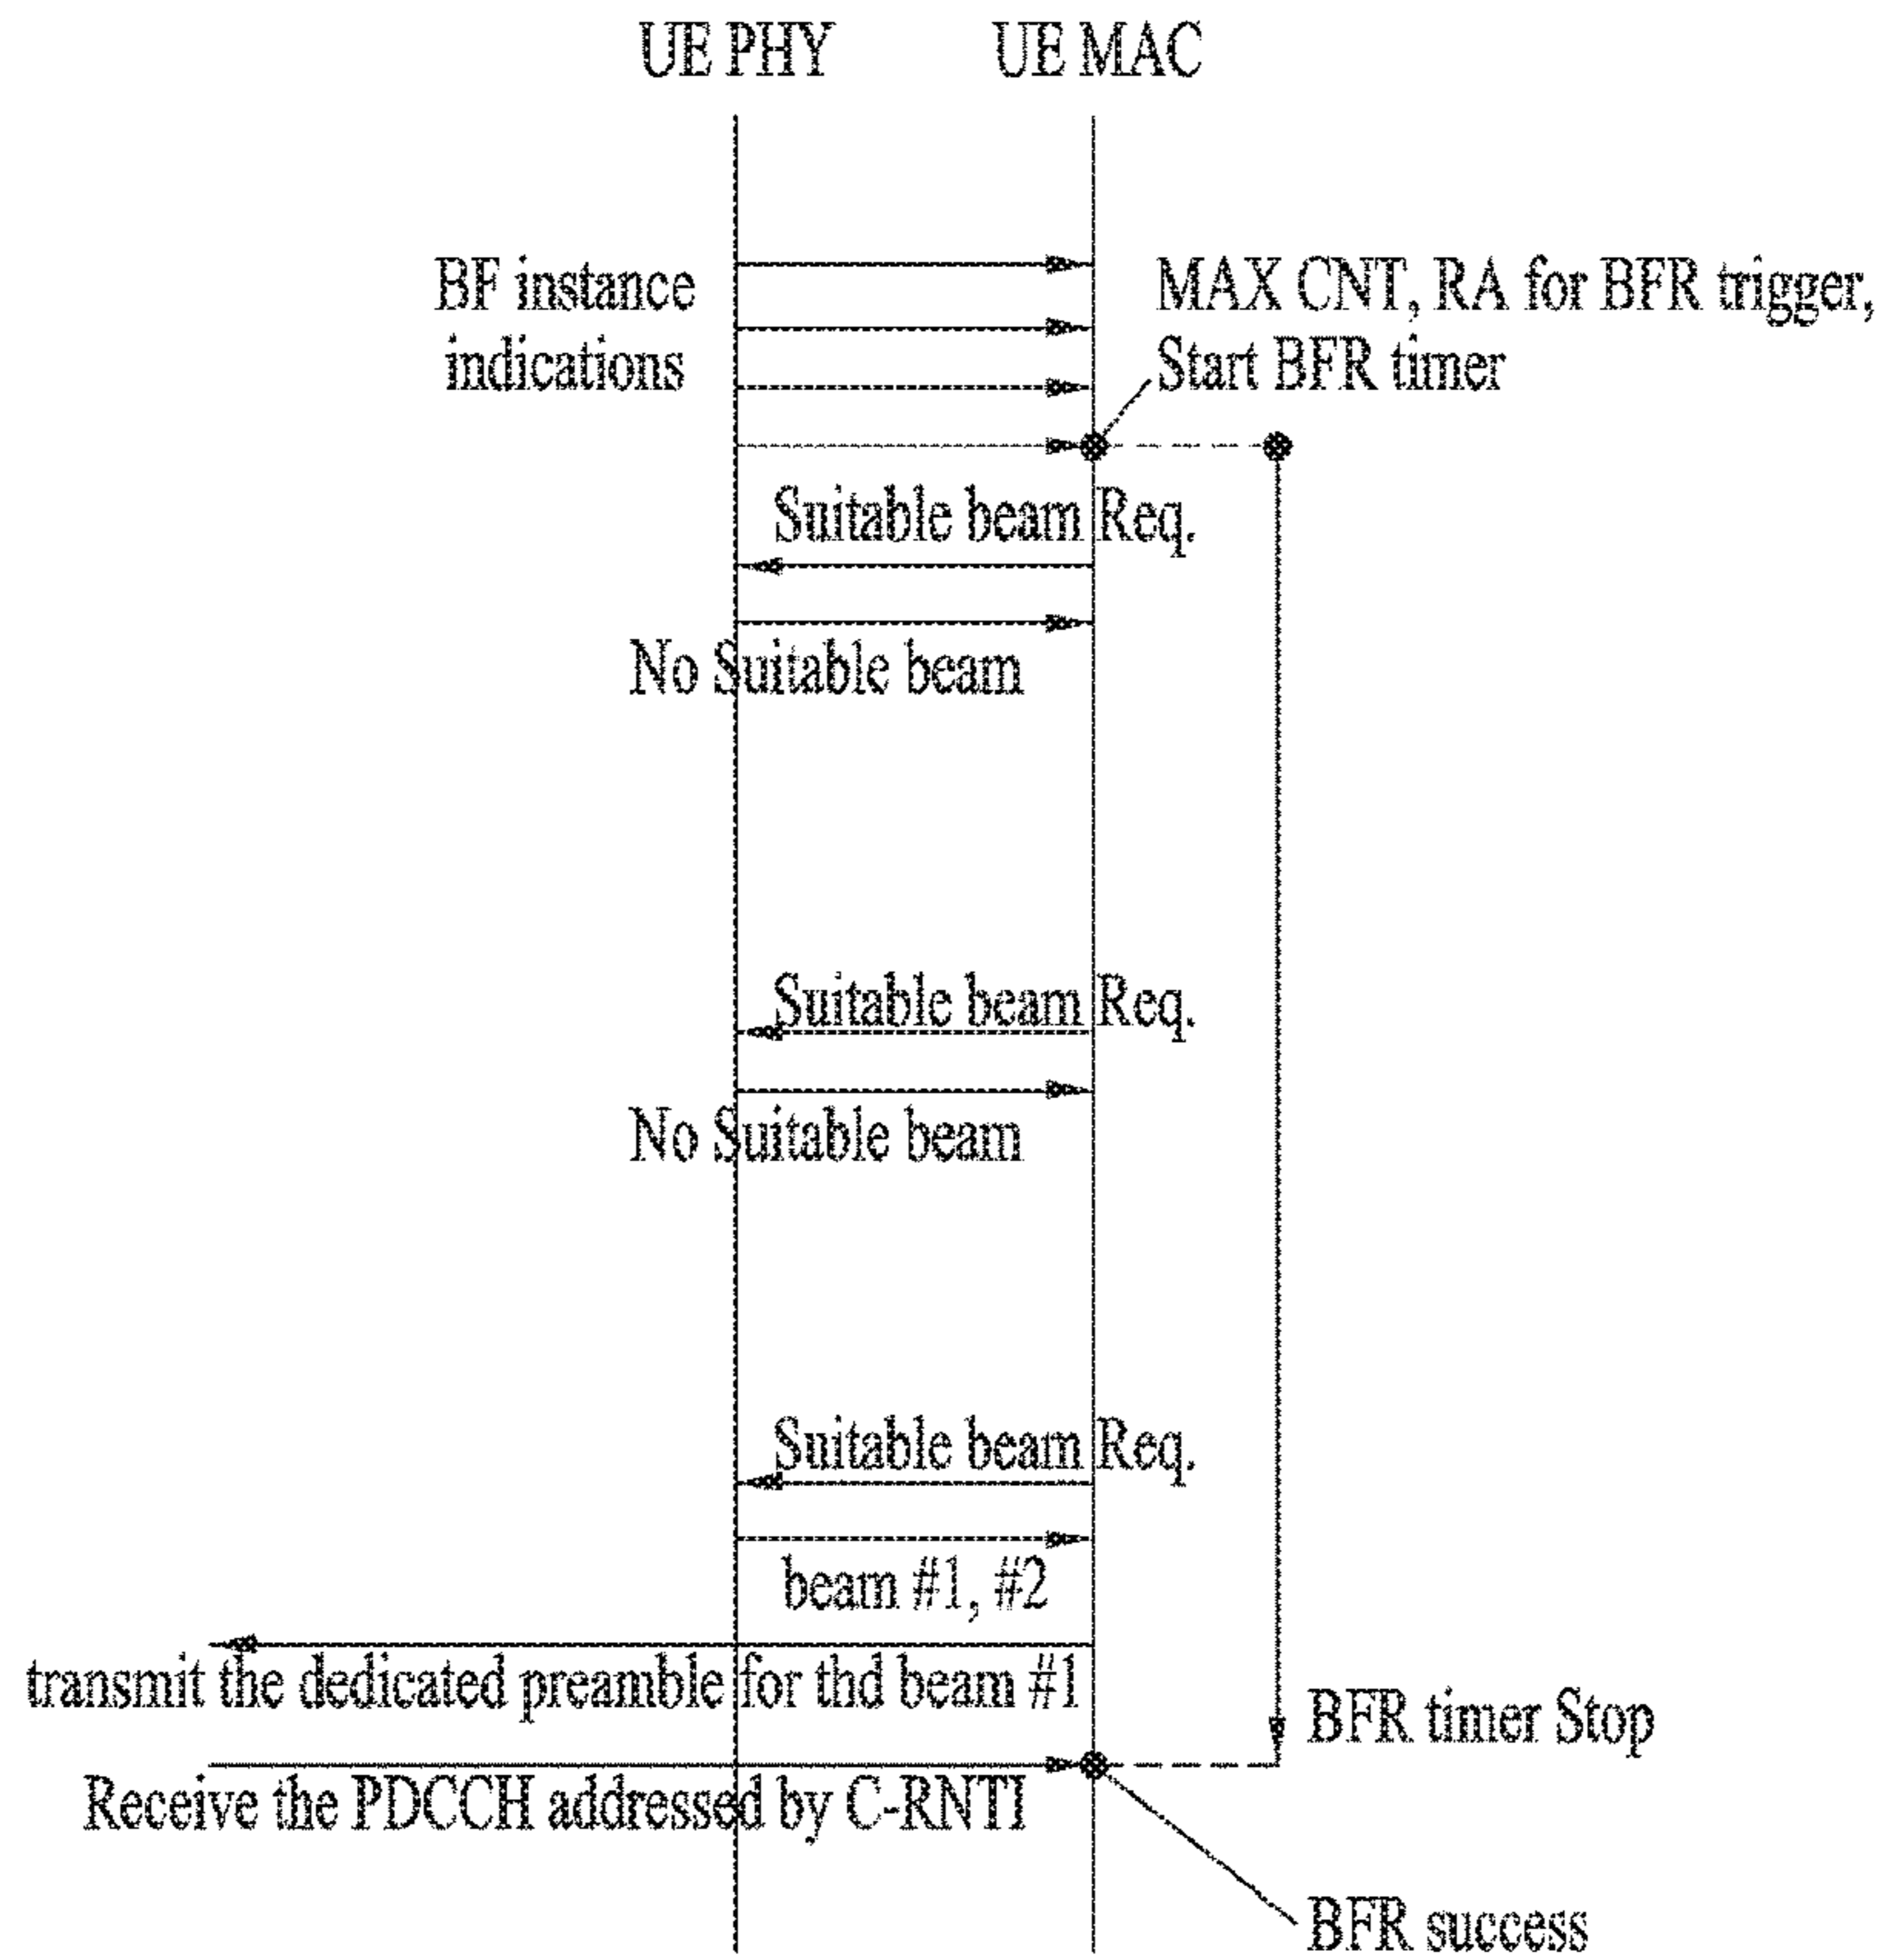 UE PHY
UE MAC
BF instance
indications
MAX CNT, RA for BFR trigger,
Start BFR timer
Suitable beam Req.
No Suitable beam
Suitable beam Req.
No Suitable beam
Suitable beam Req.
beam #1, #2
transmit the dedicated preamble for thd beam #1
BFR timer Stop
Receive the PDCCH addressed by C-RNTI
BFR success